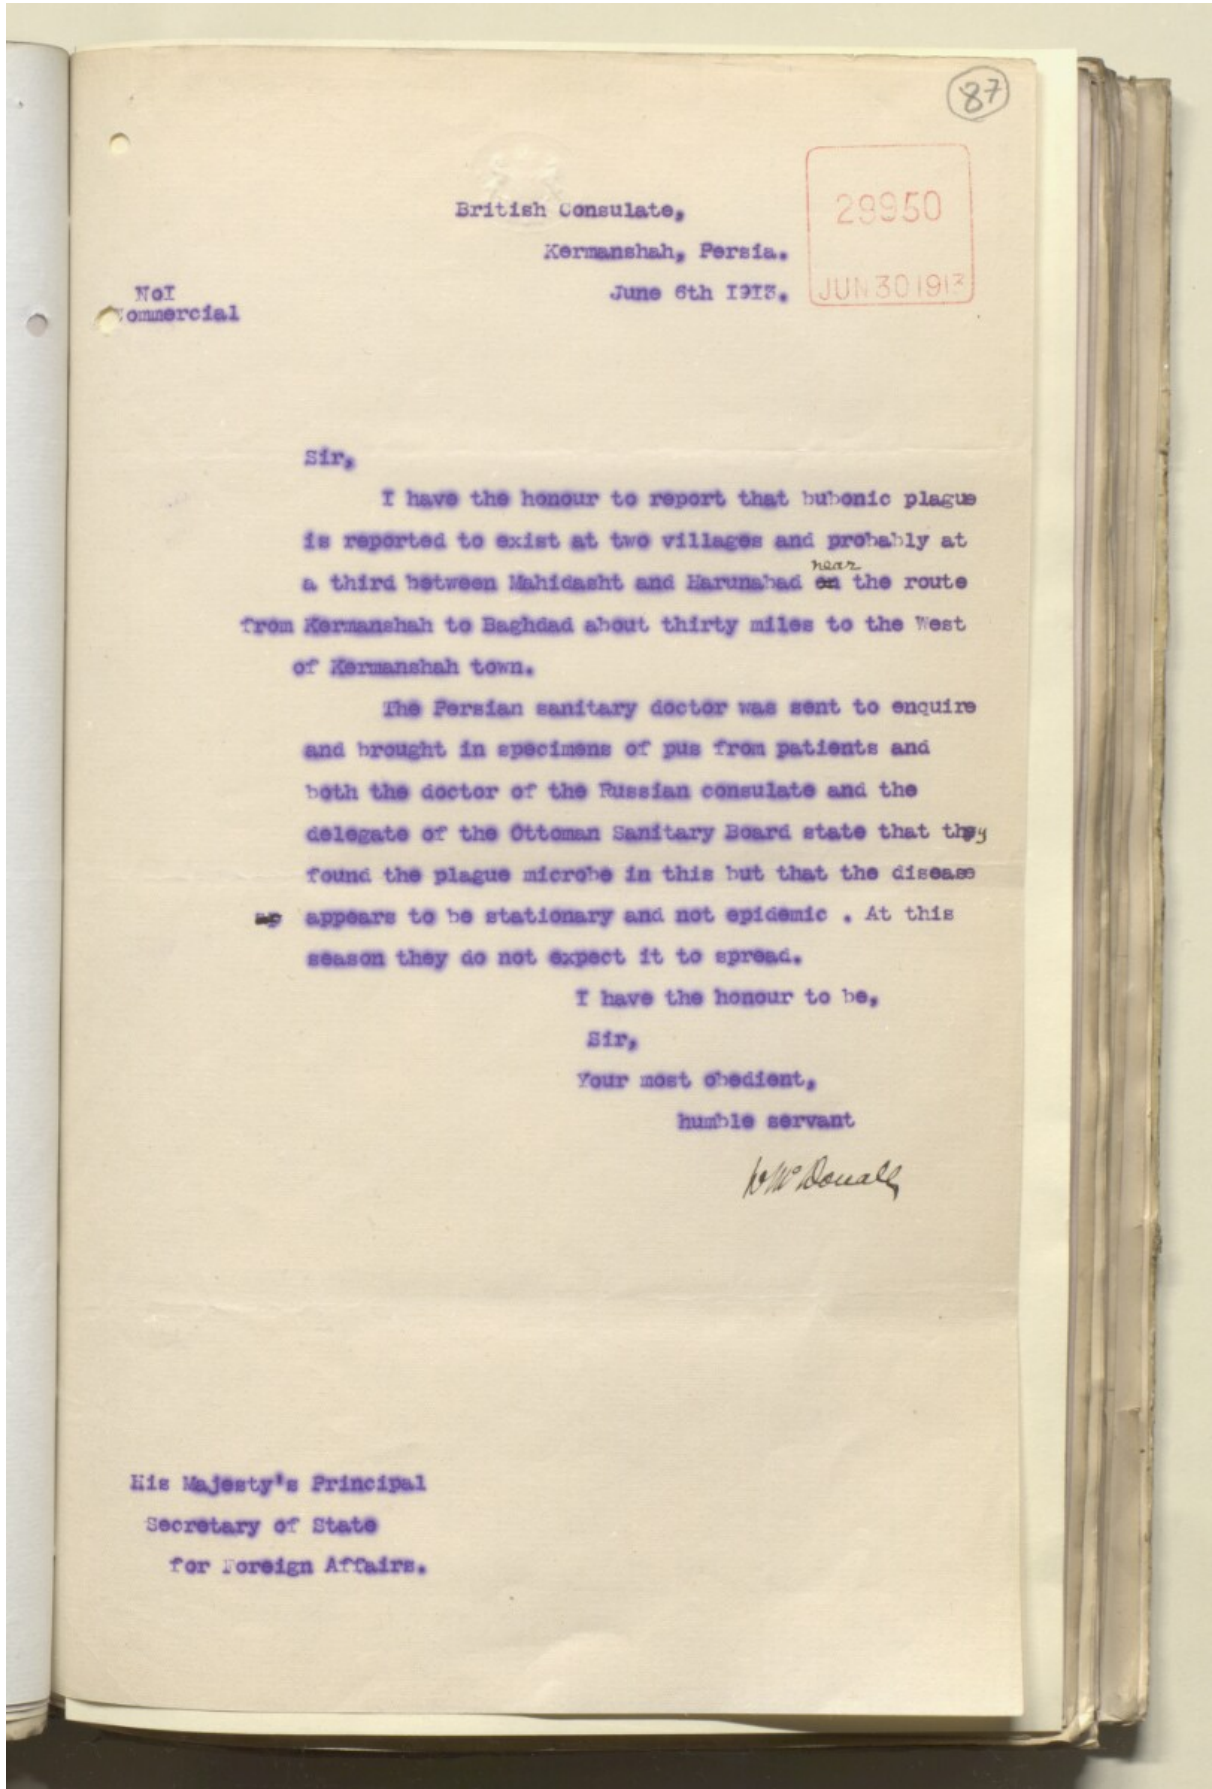 87
British Consulate,
Kermanshah, Persia.
June 6th 1913.
29950
JUN 30 1913
No1
Commercial
Sir,
I have the honour to report that bubonic plague
is reported to exist at two villages and probably at
near
a third between Mahidasht and Harunabad on the route
from Kermanshah to Baghdad about thirty miles to the West
of Kermanshah town.
The Persian sanitary doctor was sent to enquire
and brought in specimens of pus from patients and
both the doctor of the Russian consulate and the
delegate of the Ottoman Sanitary Board state that they
found the plague microbe in this but that the disease
ap appears to be stationary and not epidemic . At this
season they do not expect it to spread.
I have the honour to be,
Sir,
Your most obedient,
humble servant
W McDouall
His Majesty's Principal
Secretary of State
for Foreign Affairs.